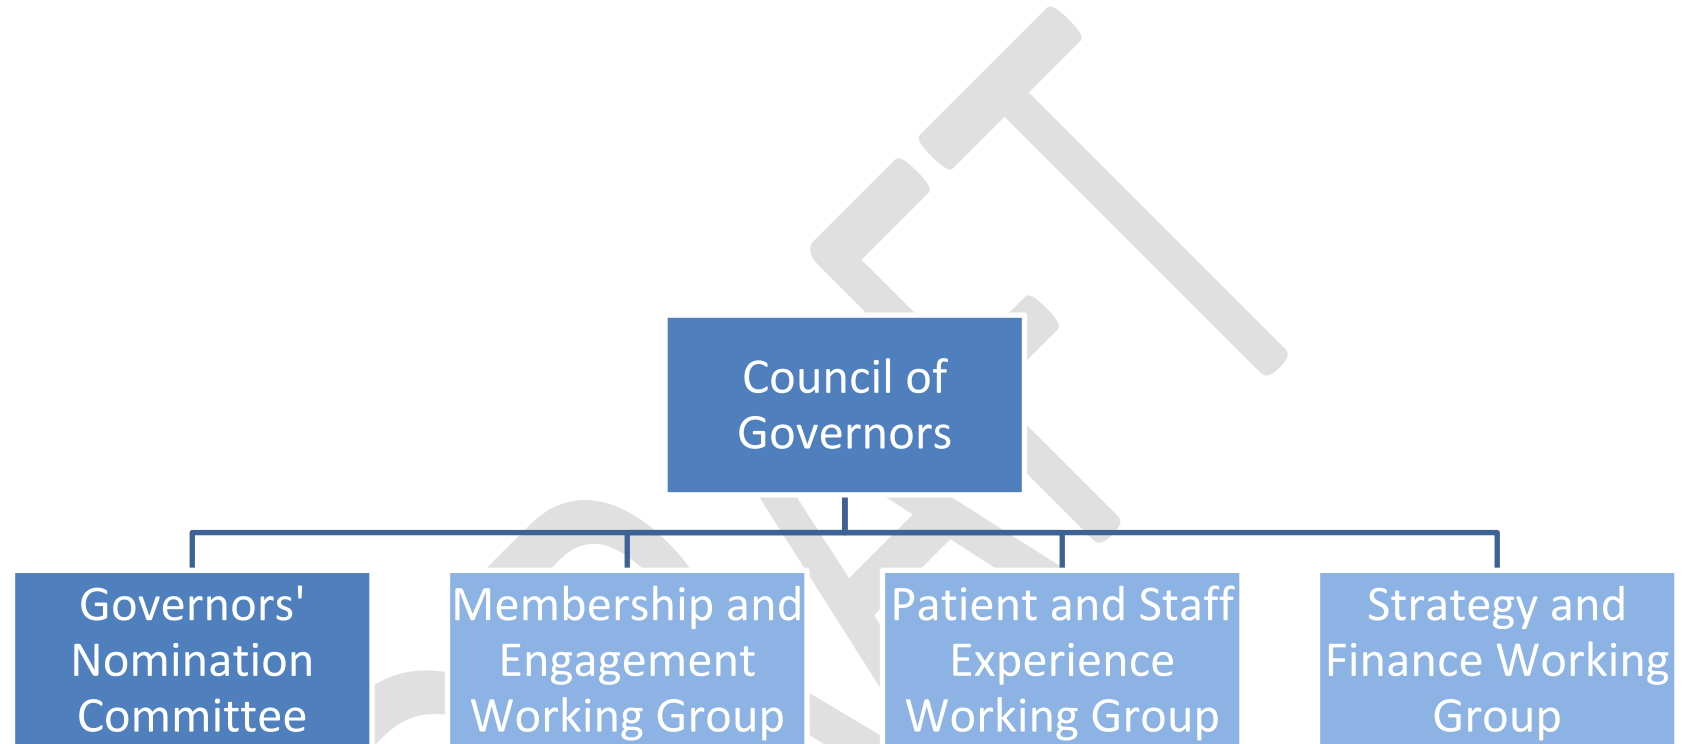 Council of
Governors
Governors'
Nomination
Committee
Membership and
Engagement
Working Group
Patient and Staff
Experience
Working Group
Strategy and
Finance Working
Group